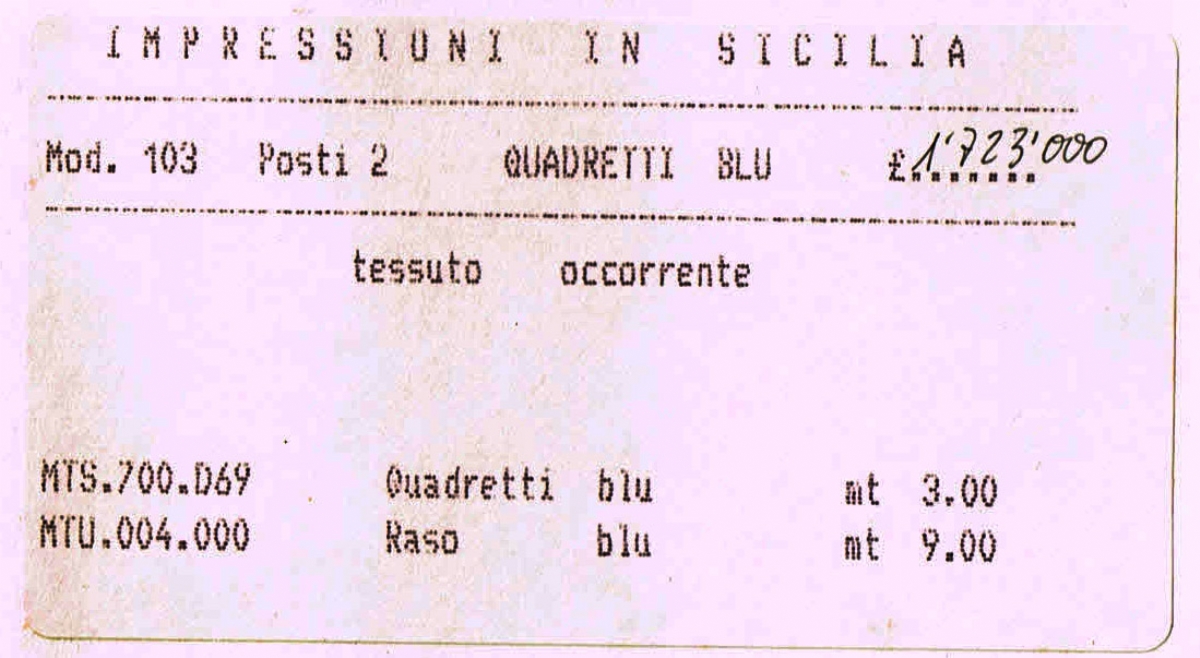 IMPRESSIONI IN SICILIA
Mod. 103 Posti 2 QUADRETTI BLU £ 1'723'000
tessuto occorrente
MTS.700.D69 Quadretti blu mt 3.00
MTU.004.000 Raso blu mt 9.00